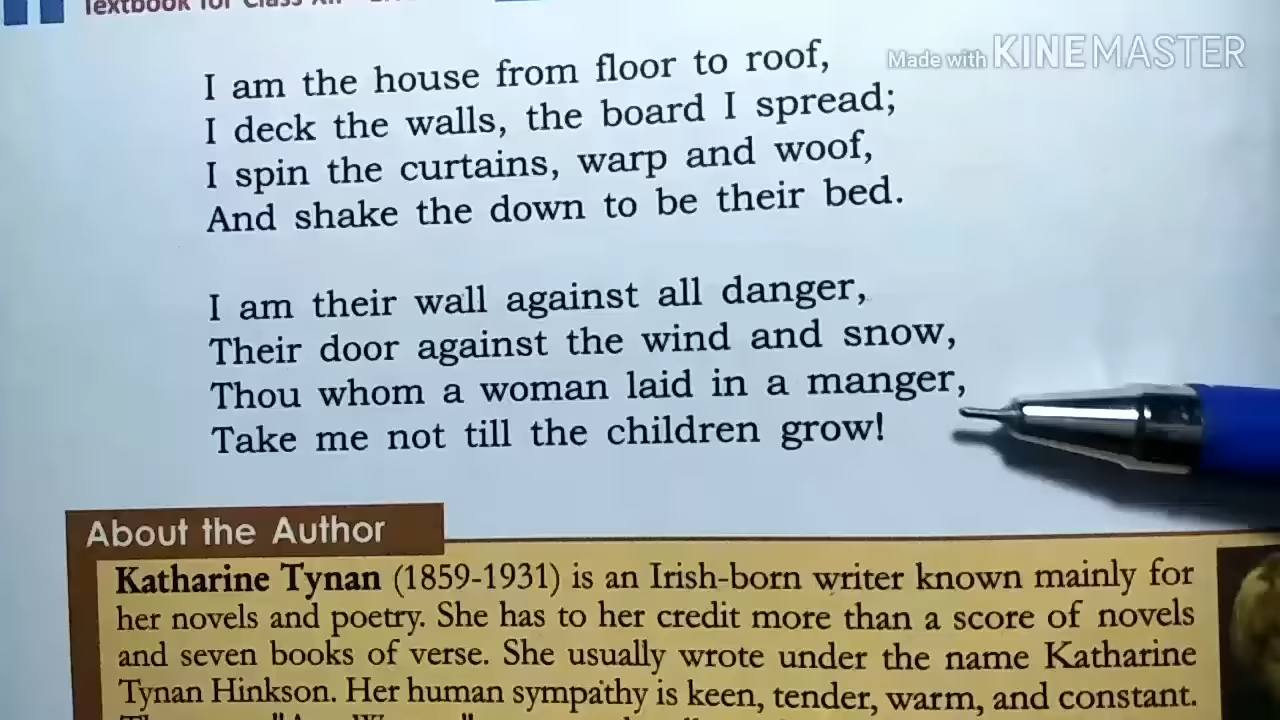 Textbook for Class XII
Made with KINEMASTER
I am the house from floor to roof,
I deck the walls, the board I spread;
I spin the curtains, warp and woof,
And shake the down to be their bed.
I am their wall against all danger,
Their door against the wind and snow,
Thou whom a woman laid in a manger,
Take me not till the children grow!
About the Author
Katharine Tynan (1859-1931) is an Irish-born writer known mainly for
her novels and poetry. She has to her credit more than a score of novels
and seven books of verse. She usually wrote under the name Katharine
Tynan Hinkson. Her human sympathy is keen, tender, warm, and constant.